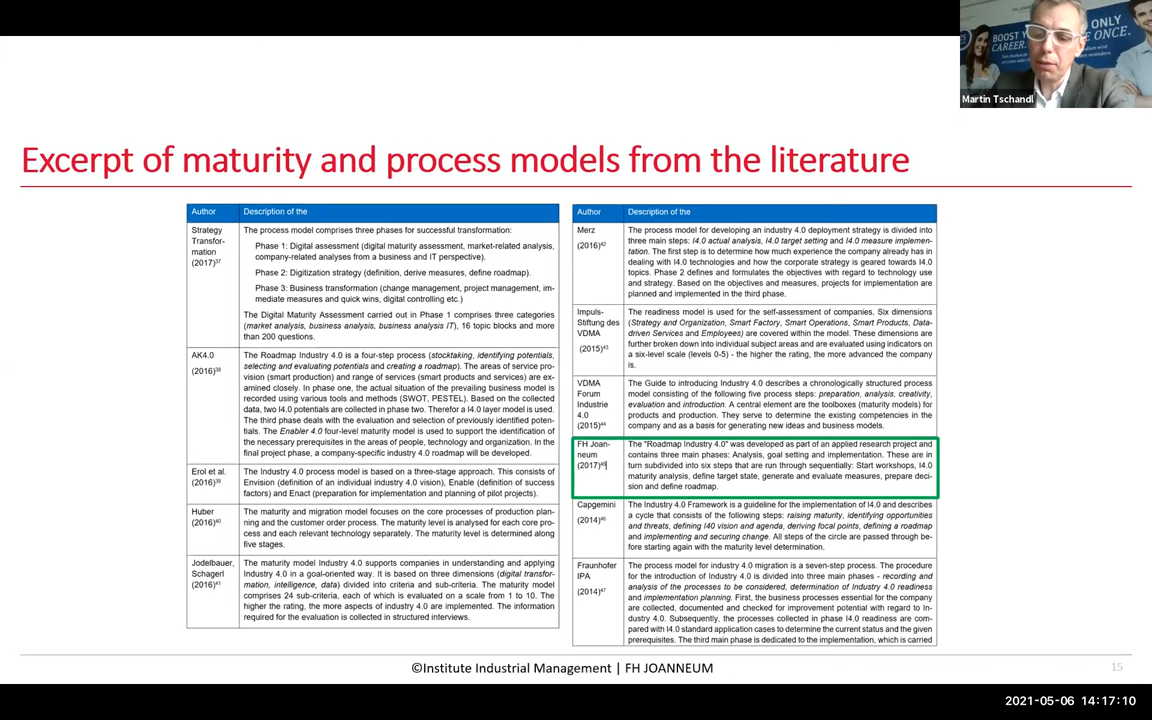 BOOST Y
CAREER.
ONLY
ONCE.
Martin Tschandl
Excerpt of maturity and process models from the literature
Author Description of the
Strategy Transfor-mation (2017)37
The process model comprises three phases for successful transformation:
Phase 1: Digital assessment (digital maturity assessment, market-related analysis,
company-related analyses from a business and IT perspective).
Phase 2: Digitization strategy (definition, derive measures, define roadmap).
Phase 3: Business transformation (change management, project management, im-
mediate measures and quick wins, digital controlling etc.)
The Digital Maturity Assessment carried out in Phase 1 comprises three categories
(market analysis, business analysis, business analysis IT), 16 topic blocks and more
than 200 questions.
AK4.0
(2016)38
The Roadmap Industry 4.0 is a four-step process (stocktaking, identifying potentials,
selecting and evaluating potentials and creating a roadmap). The areas of service pro-
vision (smart production) and range of services (smart products and services) are ex-
amined closely. In phase one, the actual situation of the prevailing business model is
recorded using various tools and methods (SWOT, PESTEL). Based on the collected
data, two I4.0 potentials are collected in phase two. Therefor a I4.0 layer model is used.
The third phase deals with the evaluation and selection of previously identified poten-
tials. The Enabler 4.0 four-level maturity model is used to support the identification of
the necessary prerequisites in the areas of people, technology and organization. In the
final project phase, a company-specific industry 4.0 roadmap will be developed.
Erol et al.
(2016)39
The Industry 4.0 process model is based on a three-stage approach. This consists of
Envision (definition of an individual industry 4.0 vision), Enable (definition of success
factors) and Enact (preparation for implementation and planning of pilot projects).
Huber
(2016)40
The maturity and migration model focuses on the core processes of production plan-
ning and the customer order process. The maturity level is analysed for each core pro-
cess and each relevant technology separately. The maturity level is determined along
five stages.
Jodelbauer,
Schagerl
(2016)41
The maturity model Industry 4.0 supports companies in understanding and applying
Industry 4.0 in a goal-oriented way. It is based on three dimensions (digital transfor-
mation, intelligence, data) divided into criteria and sub-criteria. The maturity model
comprises 24 sub-criteria, each of which is evaluated on a scale from 1 to 10. The
higher the rating, the more aspects of industry 4.0 are implemented. The information
required for the evaluation is collected in structured interviews.
Author Description of the
Merz
(2016)42
The process model for developing an industry 4.0 deployment strategy is divided into
three main steps: I4.0 actual analysis, I4.0 target setting and I4.0 measure implemen-
tation. The first step is to determine how much experience the company already has in
dealing with I4.0 technologies and how the corporate strategy is geared towards I4.0
topics. Phase 2 defines and formulates the objectives with regard to technology use
and strategy. Based on the objectives and measures, projects for implementation are
planned and implemented in the third phase.
Impuls-
Stiftung des
VDMA
(2015)43
The readiness model is used for the self-assessment of companies. Six dimensions
(Strategy and Organization, Smart Factory, Smart Operations, Smart Products, Data-
driven Services and Employees) are covered within the model. These dimensions are
further broken down into individual subject areas and are evaluated using indicators on
a six-level scale (levels 0-5) - the higher the rating, the more advanced the company
is.
VDMA
Forum
Industrie
4.0
(2015)44
The Guide to introducing Industry 4.0 describes a chronologically structured process
model consisting of the following five process steps: preparation, analysis, creativity,
evaluation and introduction. A central element are the toolboxes (maturity models) for
products and production. They serve to determine the existing competencies in the
company and as a basis for generating new ideas and business models.
FH Joan-
neum
(2017)45
The "Roadmap Industry 4.0" was developed as part of an applied research project and
contains three main phases: Analysis, goal setting and implementation. These are in
turn subdivided into six steps that are run through sequentially: Start workshops, I4.0
maturity analysis, define target state, generate and evaluate measures, prepare deci-
sion and define roadmap.
Capgemini
(2014)46
The Industry 4.0 Framework is a guideline for the implementation of I4.0 and describes
a cycle that consists of the following steps: raising maturity, identifying opportunities
and threats, defining I40 vision and agenda, deriving focal points, defining a roadmap
and implementing and securing change. All steps of the circle are passed through be-
fore starting again with the maturity level determination.
Fraunhofer
IPA
(2014)47
The process model for industry 4.0 migration is a seven-step process. The procedure
for the introduction of Industry 4.0 is divided into three main phases - recording and
analysis of the processes to be considered, determination of Industry 4.0 readiness
and implementation planning. First, the business processes essential for the company
are collected, documented and checked for improvement potential with regard to In-
dustry 4.0. Subsequently, the processes collected in phase I4.0 readiness are com-
pared with I4.0 standard application cases to determine the current status and the given
prerequisites. The third main phase is dedicated to the implementation, which is carried
©Institute Industrial Management | FH JOANNEUM
15
2021-05-06 14:17:10